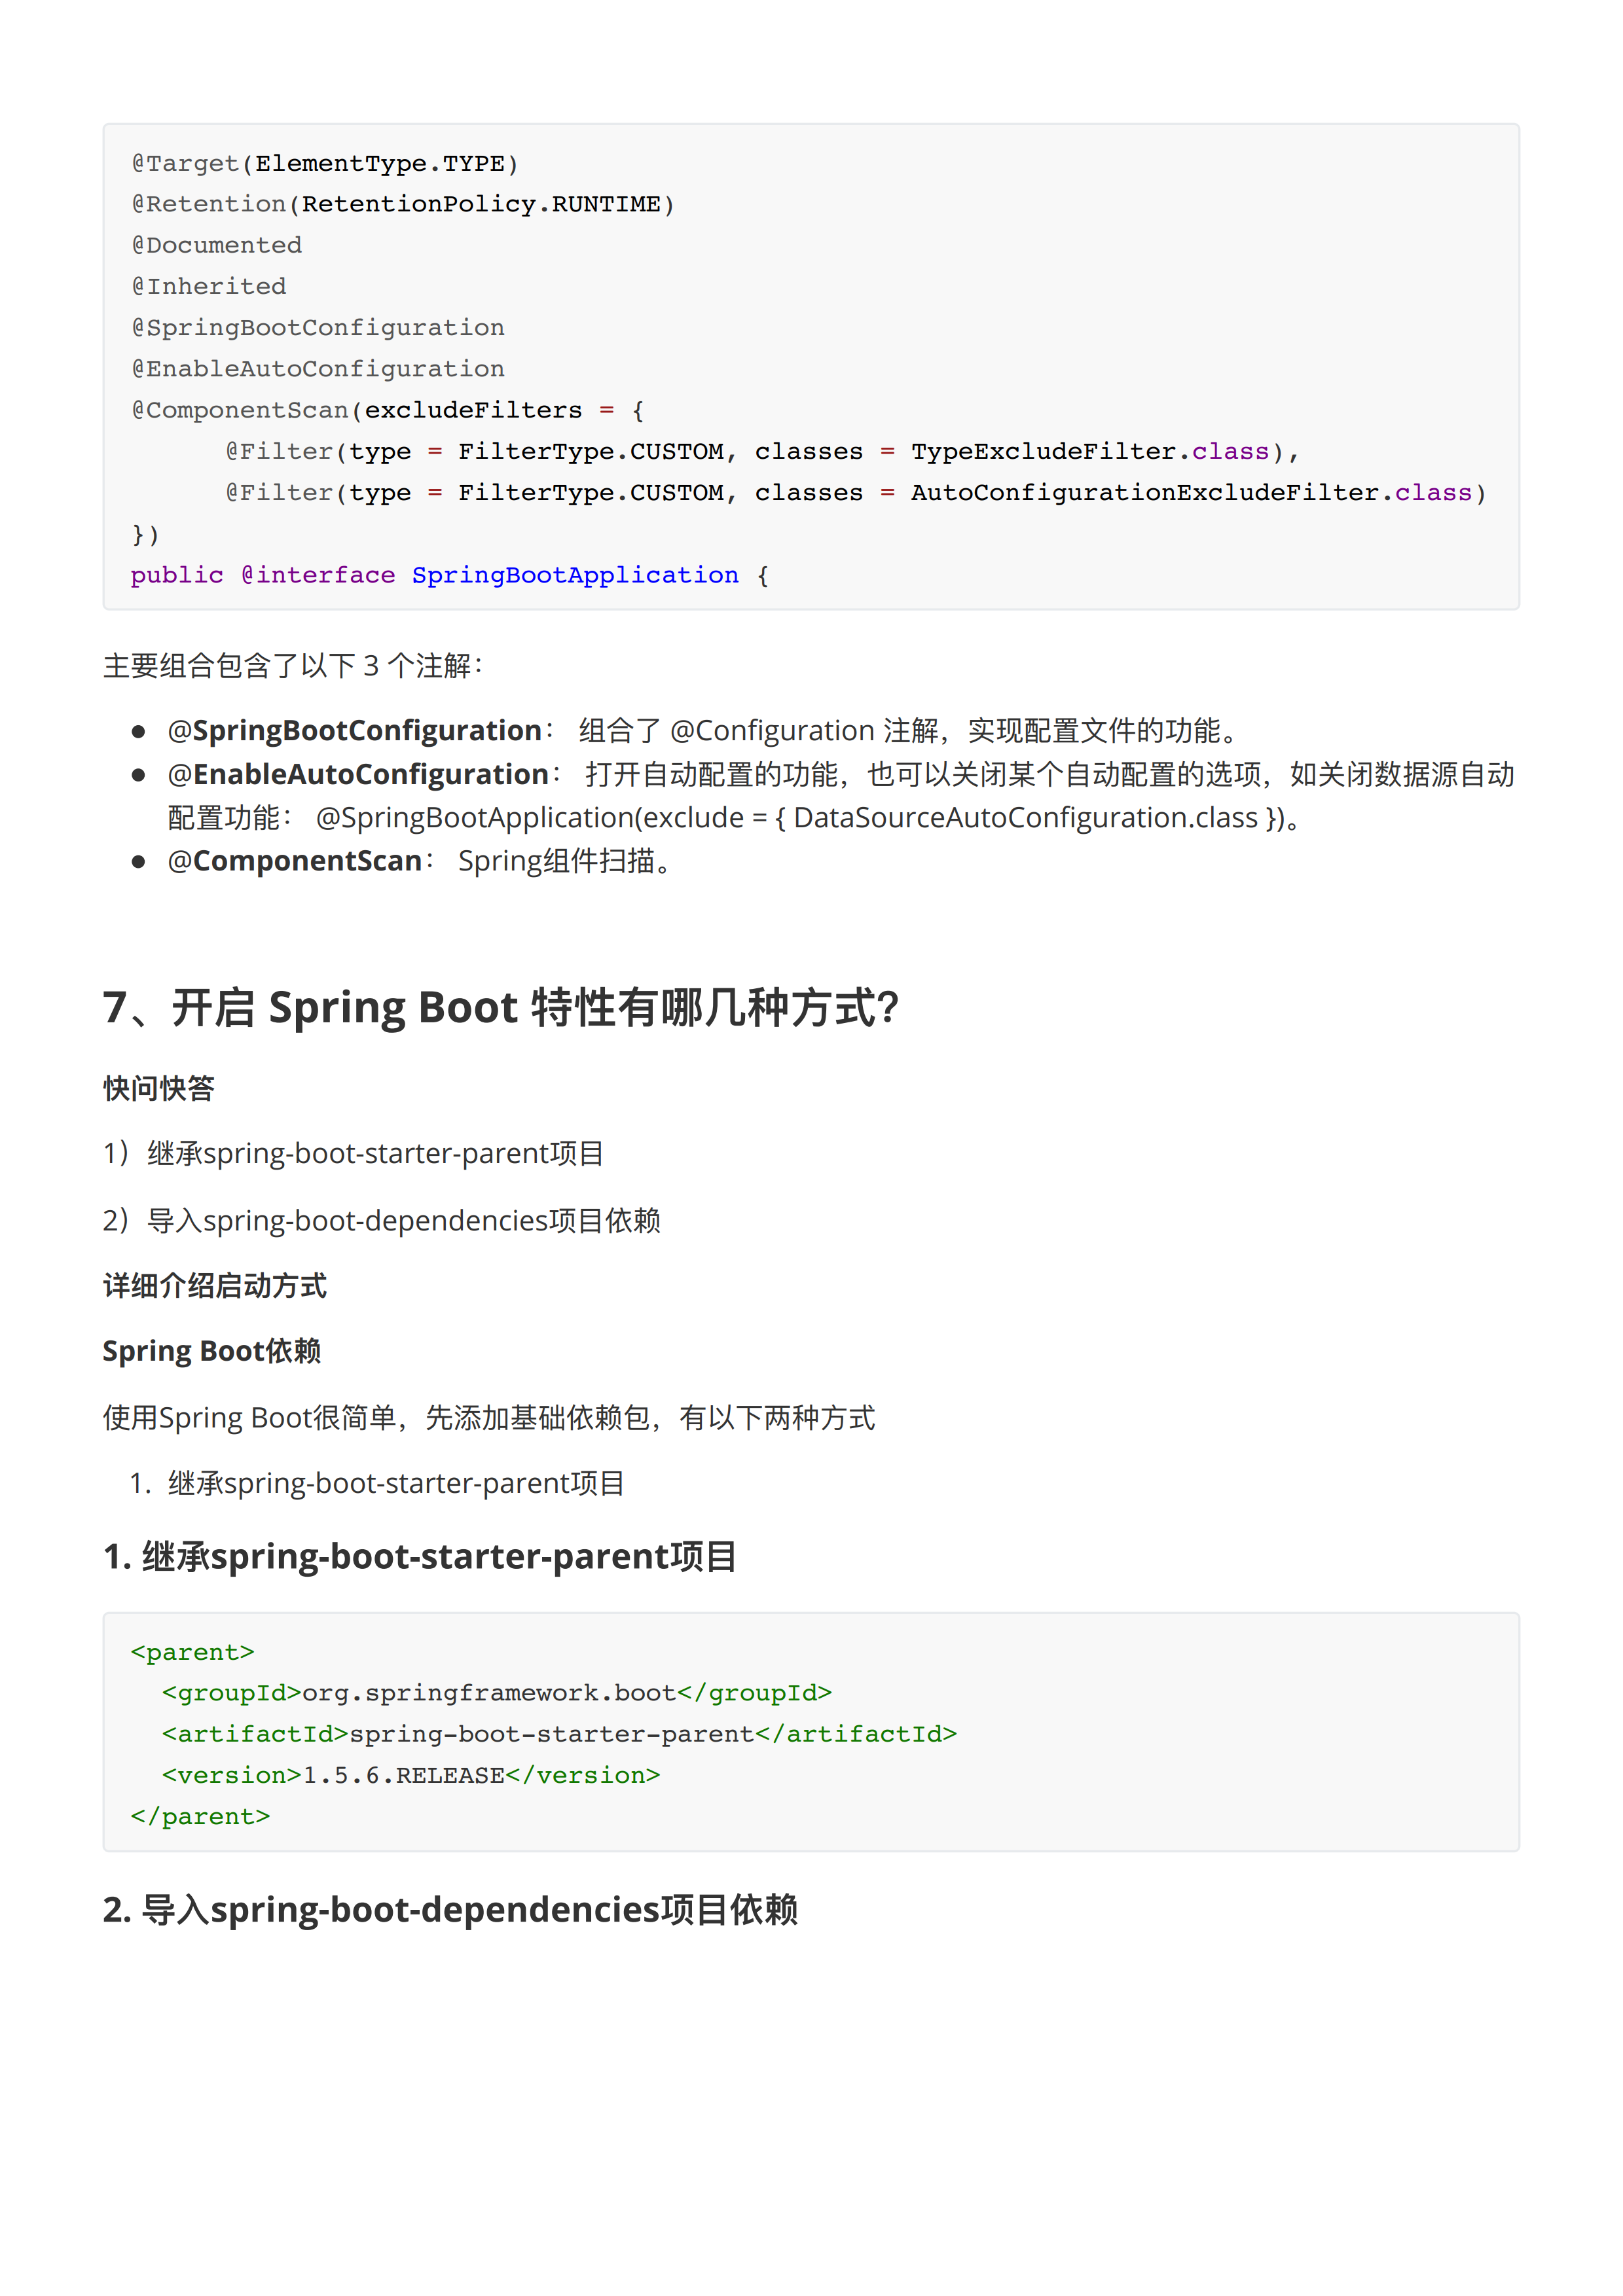 @Target(ElementType.TYPE)
@Retention(RetentionPolicy.RUNTIME)
@Documented
@Inherited
@SpringBootConfiguration
@EnableAutoConfiguration
@ComponentScan(excludeFilters = {
      @Filter(type = FilterType.CUSTOM, classes = TypeExcludeFilter.class),
      @Filter(type = FilterType.CUSTOM, classes = AutoConfigurationExcludeFilter.class)
})
public @interface SpringBootApplication {
主要组合包含了以下 3 个注解：
● @SpringBootConfiguration： 组合了 @Configuration 注解，实现配置文件的功能。
● @EnableAutoConfiguration： 打开自动配置的功能，也可以关闭某个自动配置的选项，如关闭数据源自动
配置功能： @SpringBootApplication(exclude = { DataSourceAutoConfiguration.class })。
● @ComponentScan： Spring组件扫描。
7、开启 Spring Boot 特性有哪几种方式？
快问快答
1）继承spring-boot-starter-parent项目
2）导入spring-boot-dependencies项目依赖
详细介绍启动方式
Spring Boot依赖
使用Spring Boot很简单，先添加基础依赖包，有以下两种方式
1. 继承spring-boot-starter-parent项目
1. 继承spring-boot-starter-parent项目
<parent>
  <groupId>org.springframework.boot</groupId>
  <artifactId>spring-boot-starter-parent</artifactId>
  <version>1.5.6.RELEASE</version>
</parent>
2. 导入spring-boot-dependencies项目依赖